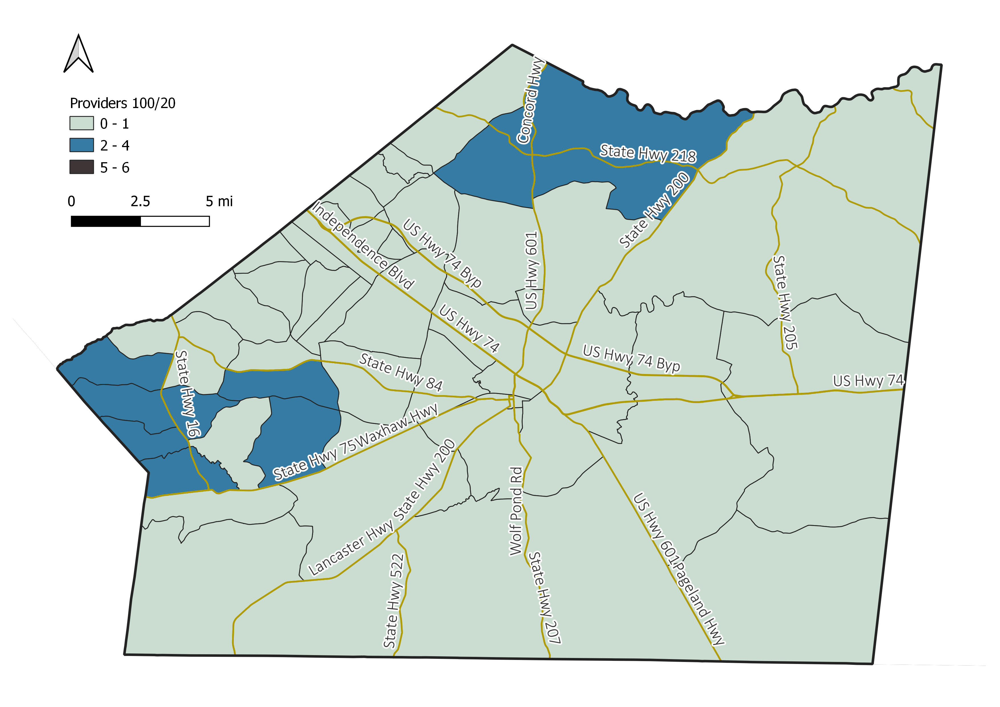 Providers 100/20
0 - 1
2 - 4
5 - 6
0 2.5 5 mi
Concord Hwy
State Hwy 218
State Hwy 200
Independence Blvd
US Hwy 74 Byp
US Hwy 601
State Hwy 205
US Hwy 74
US Hwy 74 Byp
State Hwy 84
US Hwy 74
State Hwy 16
State Hwy 75Waxhaw Hwy
State Hwy 200
Lancaster Hwy
Wolf Pond Rd
US Hwy 601Pageland Hwy
State Hwy 522
State Hwy 207